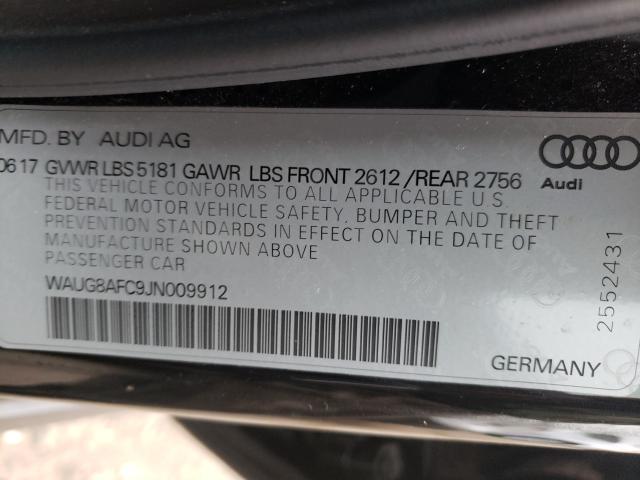 MFD. BY AUDI AG
0617 GVWR LBS 5181 GAWR LBS FRONT 2612 /REAR 2756
THIS VEHICLE CONFORMS TO ALL APPLICABLE U.S.
FEDERAL MOTOR VEHICLE SAFETY, BUMPER AND THEFT
PREVENTION STANDARDS IN EFFECT ON THE DATE OF
MANUFACTURE SHOWN ABOVE
PASSENGER CAR
WAUG8AFC9JN009912
Audi
2552431
GERMANY